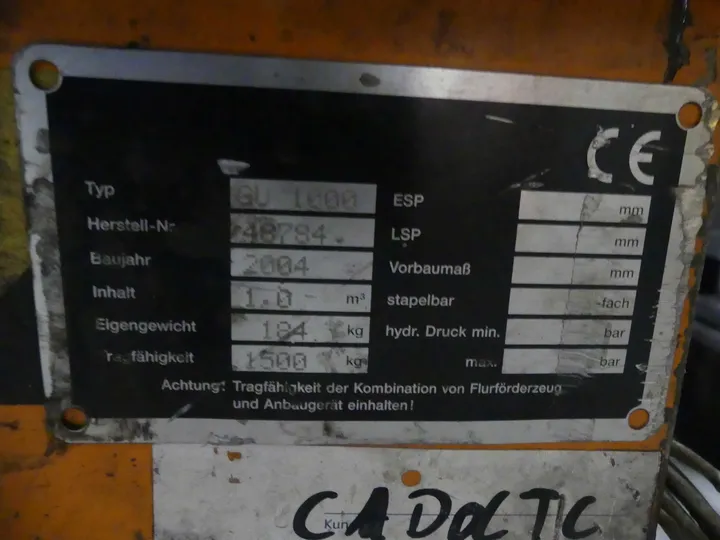 CE
Typ GU 1000 ESP mm
Herstell-Nr 48784. LSP mm
Baujahr 2004 Vorbaumaß mm
Inhalt 1.0 m³ stapelbar -fach
Eigengewicht 184. kg hydr. Druck min. bar
Tragfähigkeit 1500 kg max. bar
Achtung! Tragfähigkeit der Kombination von Flurförderzeug
und Anbaugerät einhalten!